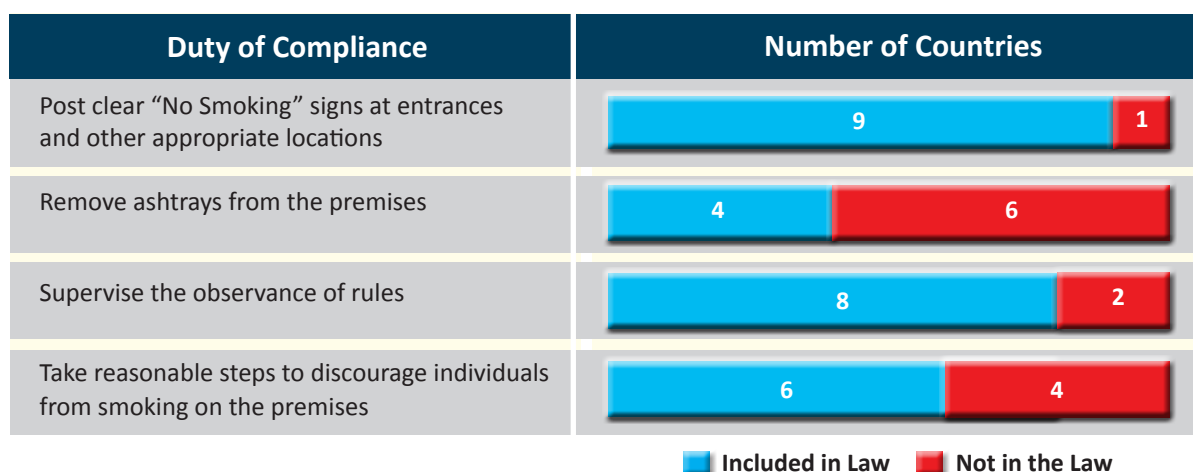 Duty of Compliance
Number of Countries
Post clear “No Smoking” signs at entrances
and other appropriate locations
9
1
Remove ashtrays from the premises
4
6
Supervise the observance of rules
8
2
Take reasonable steps to discourage individuals
from smoking on the premises
6
4
Included in Law
Not in the Law